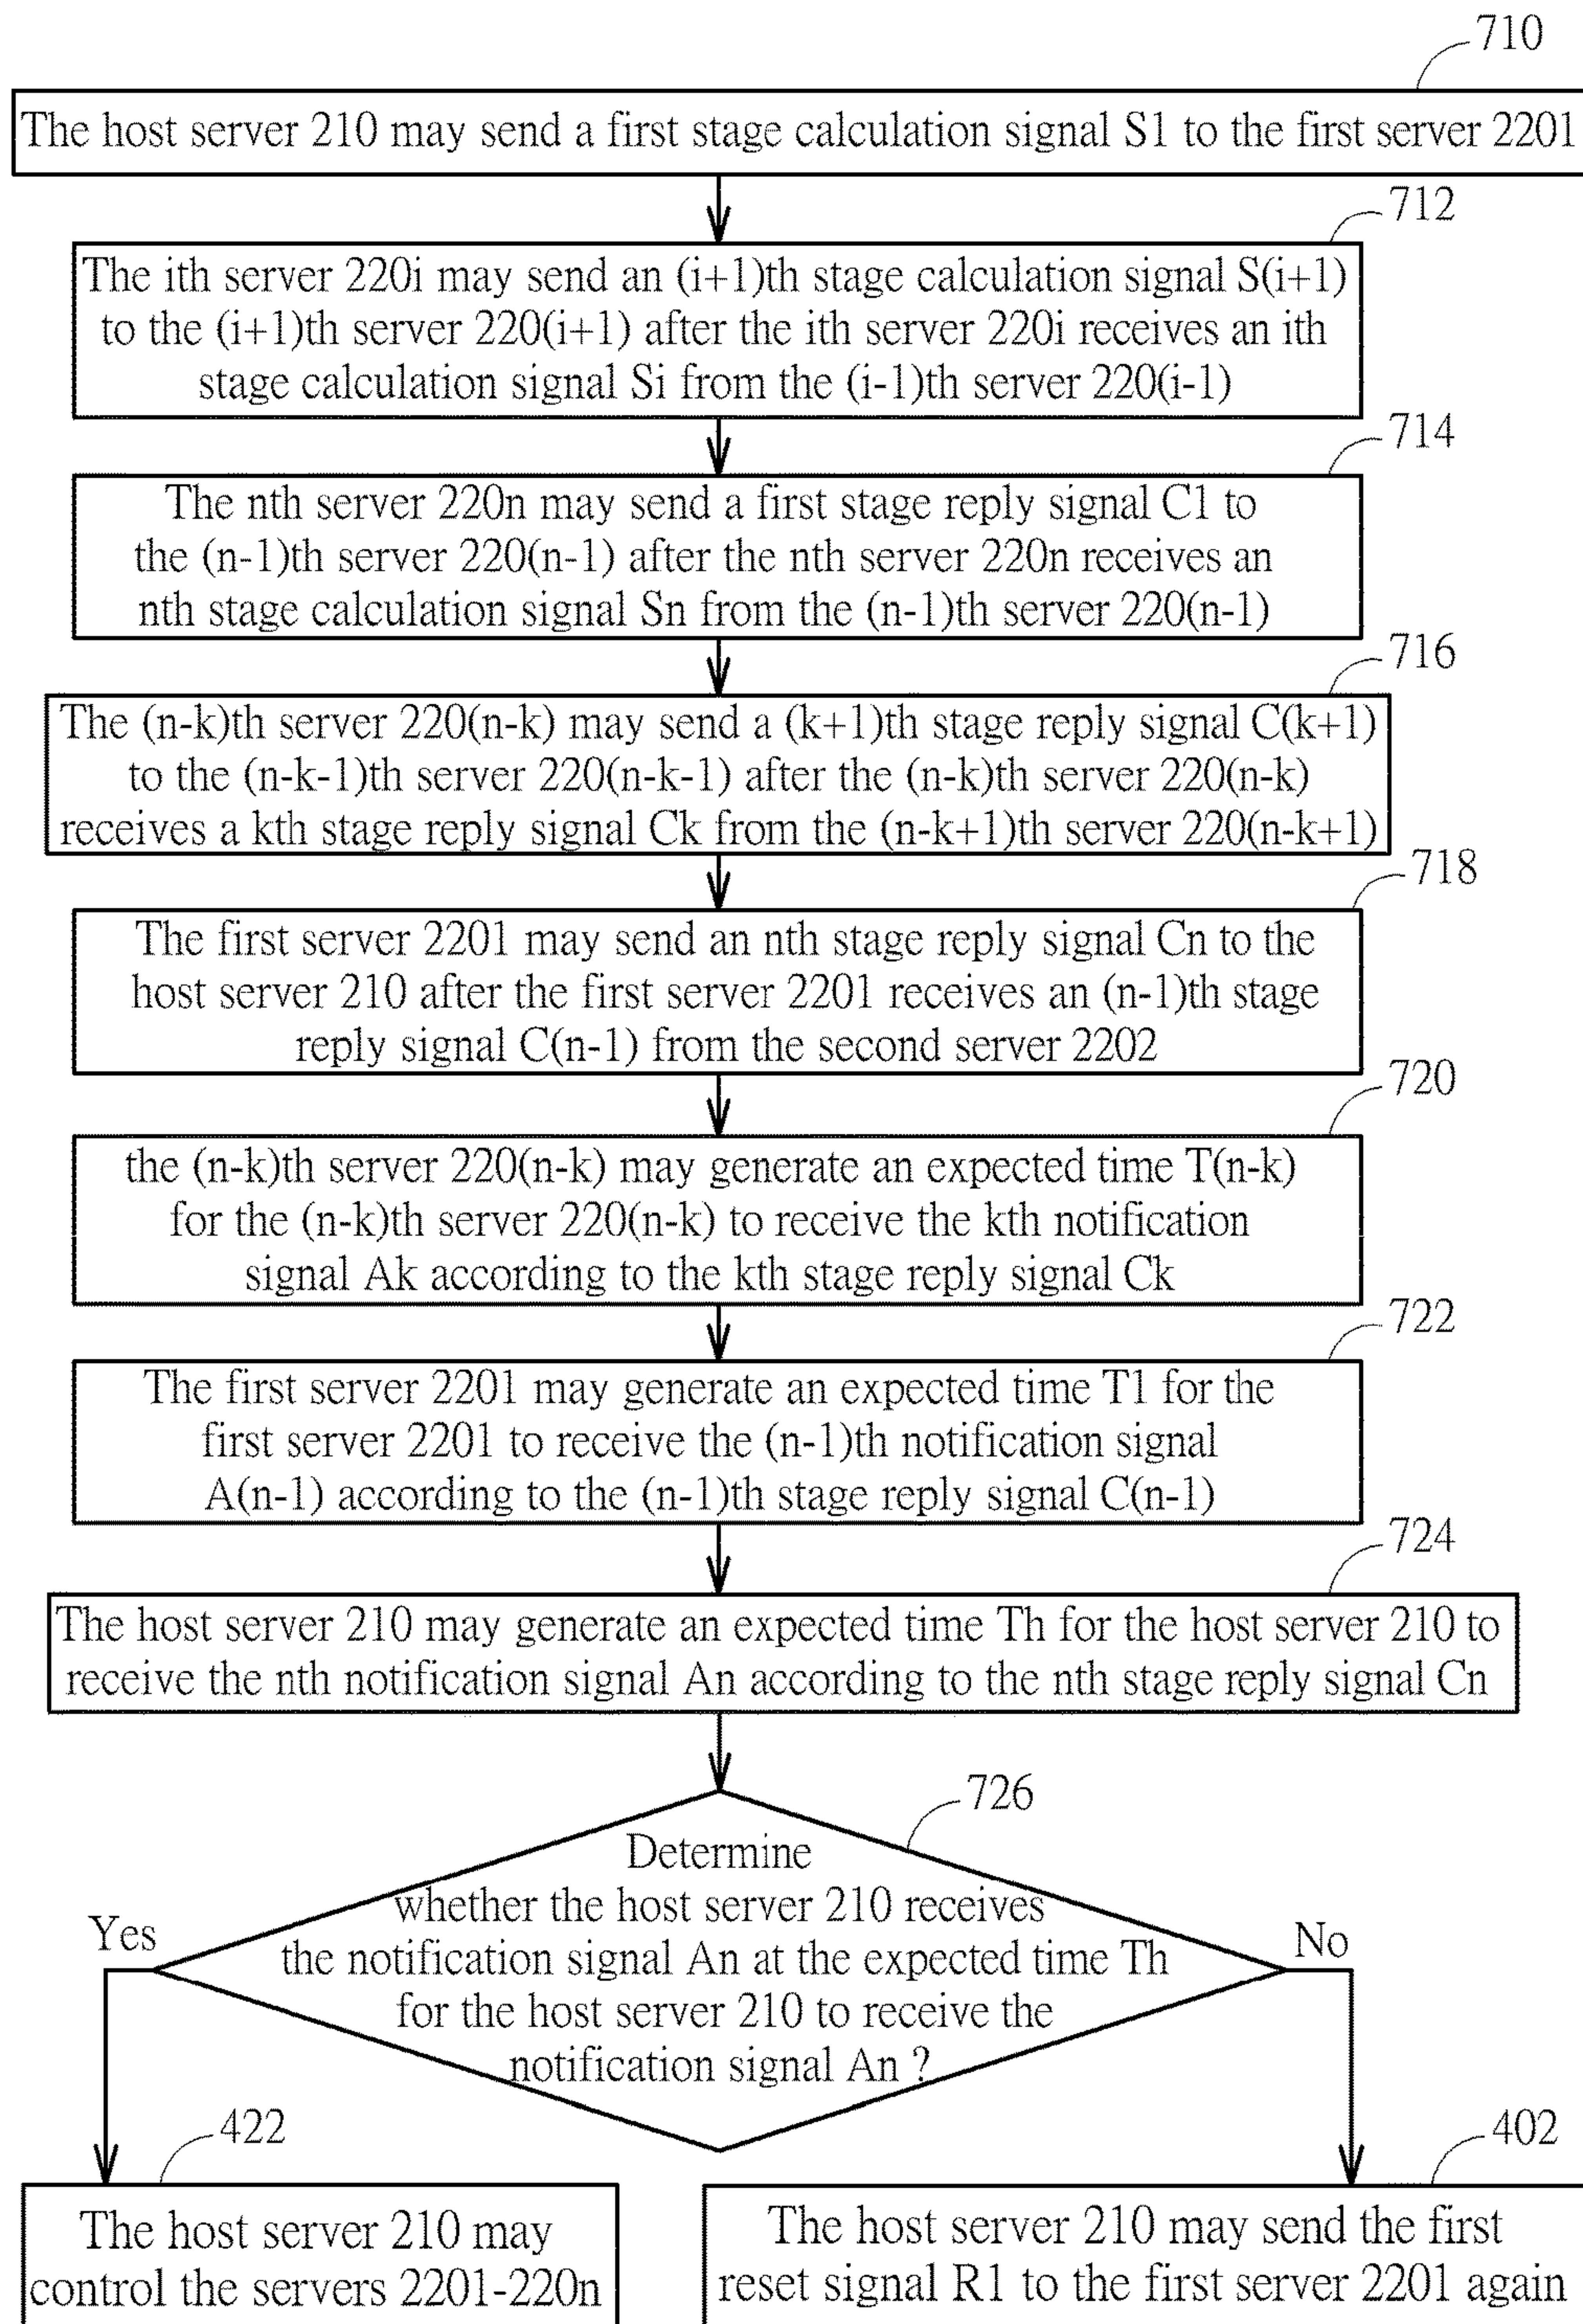 710
The host server 210 may send a first stage calculation signal S1 to the first server 2201
712
The ith server 220i may send an (i+1)th stage calculation signal S(i+1)
to the (i+1)th server 220(i+1) after the ith server 220i receives an ith
stage calculation signal Si from the (i-1)th server 220(i-1)
714
The nth server 220n may send a first stage reply signal C1 to
the (n-1)th server 220(n-1) after the nth server 220n receives an
nth stage calculation signal Sn from the (n-1)th server 220(n-1)
716
The (n-k)th server 220(n-k) may send a (k+1)th stage reply signal C(k+1)
to the (n-k-1)th server 220(n-k-1) after the (n-k)th server 220(n-k)
receives a kth stage reply signal Ck from the (n-k+1)th server 220(n-k+1)
718
The first server 2201 may send an nth stage reply signal Cn to the
host server 210 after the first server 2201 receives an (n-1)th stage
reply signal C(n-1) from the second server 2202
720
the (n-k)th server 220(n-k) may generate an expected time T(n-k)
for the (n-k)th server 220(n-k) to receive the kth notification
signal Ak according to the kth stage reply signal Ck
722
The first server 2201 may generate an expected time T1 for the
first server 2201 to receive the (n-1)th notification signal
A(n-1) according to the (n-1)th stage reply signal C(n-1)
724
The host server 210 may generate an expected time Th for the host server 210 to
receive the nth notification signal An according to the nth stage reply signal Cn
726
Determine
whether the host server 210 receives
the notification signal An at the expected time Th
for the host server 210 to receive the
notification signal An ?
Yes
No
422
The host server 210 may
control the servers 2201-220n
402
The host server 210 may send the first
reset signal R1 to the first server 2201 again